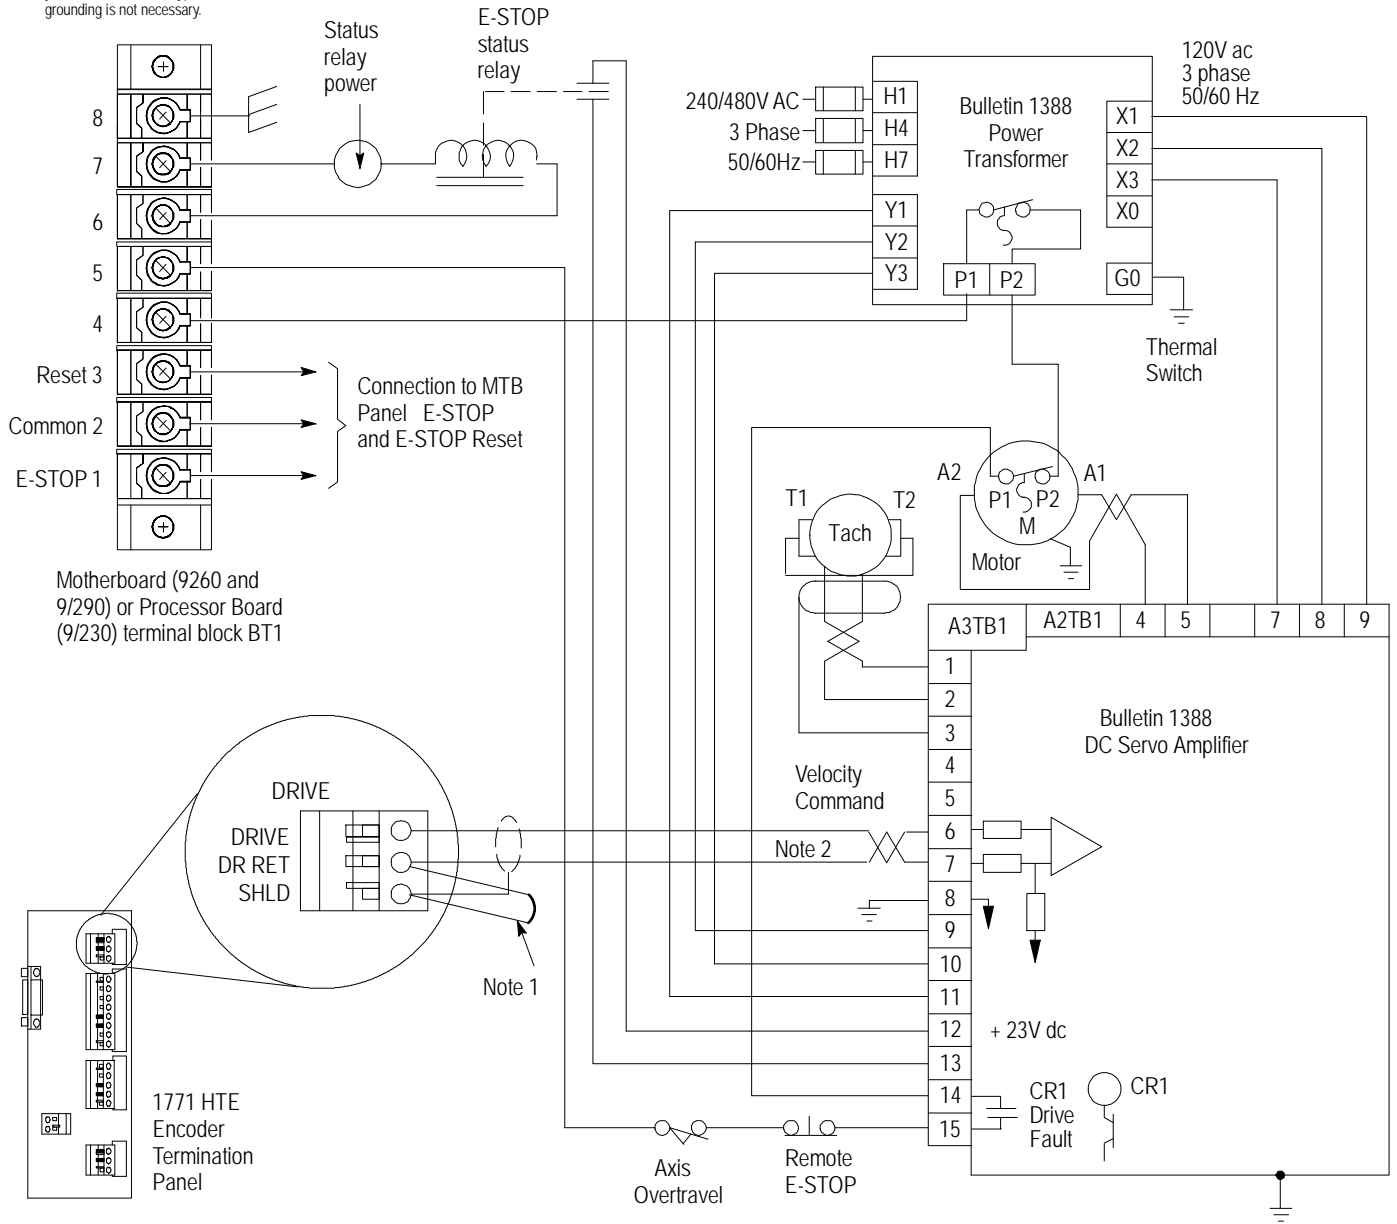 grounding is not necessary.
Status
relay
power
E-STOP
status
relay
8
7
6
5
4
Reset 3
Common 2
E-STOP 1
Connection to MTB
Panel E-STOP
and E-STOP Reset
Motherboard (9260 and
9/290) or Processor Board
(9/230) terminal block BT1
240/480V AC
3 Phase
50/60Hz
H1
H4
H7
Y1
Y2
Y3
Bulletin 1388
Power
Transformer
P1
P2
X1
X2
X3
X0
G0
120V ac
3 phase
50/60 Hz
Thermal
Switch
A2
A1
P1
P2
M
Motor
T1
T2
Tach
A3TB1
A2TB1
4
5
7
8
9
1
2
3
4
5
6
7
8
9
10
11
12
13
14
15
Bulletin 1388
DC Servo Amplifier
Velocity
Command
Note 2
+ 23V dc
CR1
Drive
Fault
CR1
DRIVE
DRIVE
DR RET
SHLD
Note 1
1771 HTE
Encoder
Termination
Panel
Axis
Overtravel
Remote
E-STOP